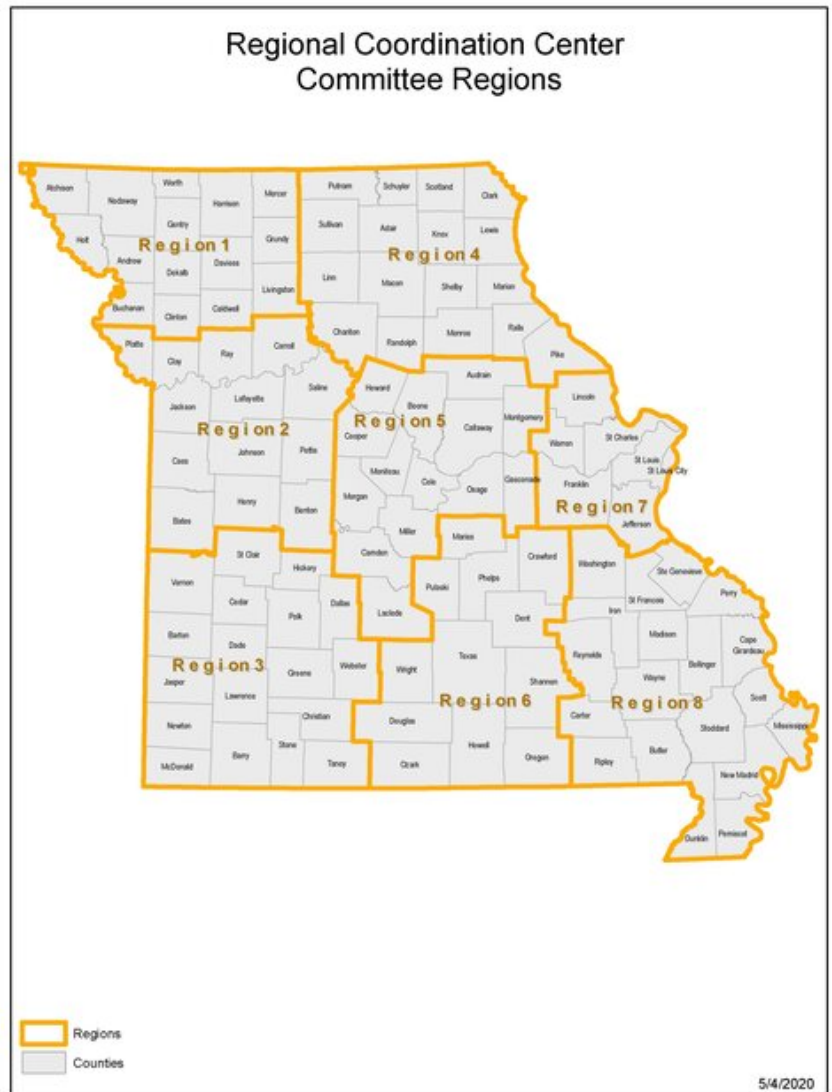 Regional Coordination Center
Committee Regions
Atchison
Nodaway
Worth
Harrison
Mercer
Putnam
Schuyler
Scotland
Clark
Holt
Gentry
Grundy
Sullivan
Adair
Knox
Lewis
Region 1
Region 4
Andrew
Dekalb
Daviess
Livingston
Linn
Macon
Shelby
Marion
Buchanan
Clinton
Caldwell
Chariton
Randolph
Monroe
Ralls
Pike
Platte
Clay
Ray
Carroll
Saline
Howard
Audrain
Jackson
Lafayette
Boone
Callaway
Montgomery
Lincoln
Region 2
Region 5
Cooper
Warren
St Charles
Cass
Johnson
Pettis
Moniteau
Cole
Osage
Gasconade
Franklin
St Louis
St Louis City
Region 7
Bates
Henry
Benton
Morgan
Miller
Jefferson
St Clair
Hickory
Camden
Maries
Crawford
Washington
Ste Genevieve
Vernon
Cedar
Polk
Dallas
Laclede
Pulaski
Phelps
Dent
Iron
St Francois
Perry
Barton
Dade
Greene
Webster
Wright
Texas
Shannon
Reynolds
Madison
Bollinger
Cape
Girardeau
Region 3
Region 6
Region 8
Jasper
Lawrence
Christian
Douglas
Carter
Wayne
Scott
Newton
Stone
Howell
Stoddard
Mississippi
McDonald
Barry
Taney
Ozark
Oregon
Ripley
Butler
New Madrid
Dunklin
Pemiscot
Regions
Counties
5/4/2020